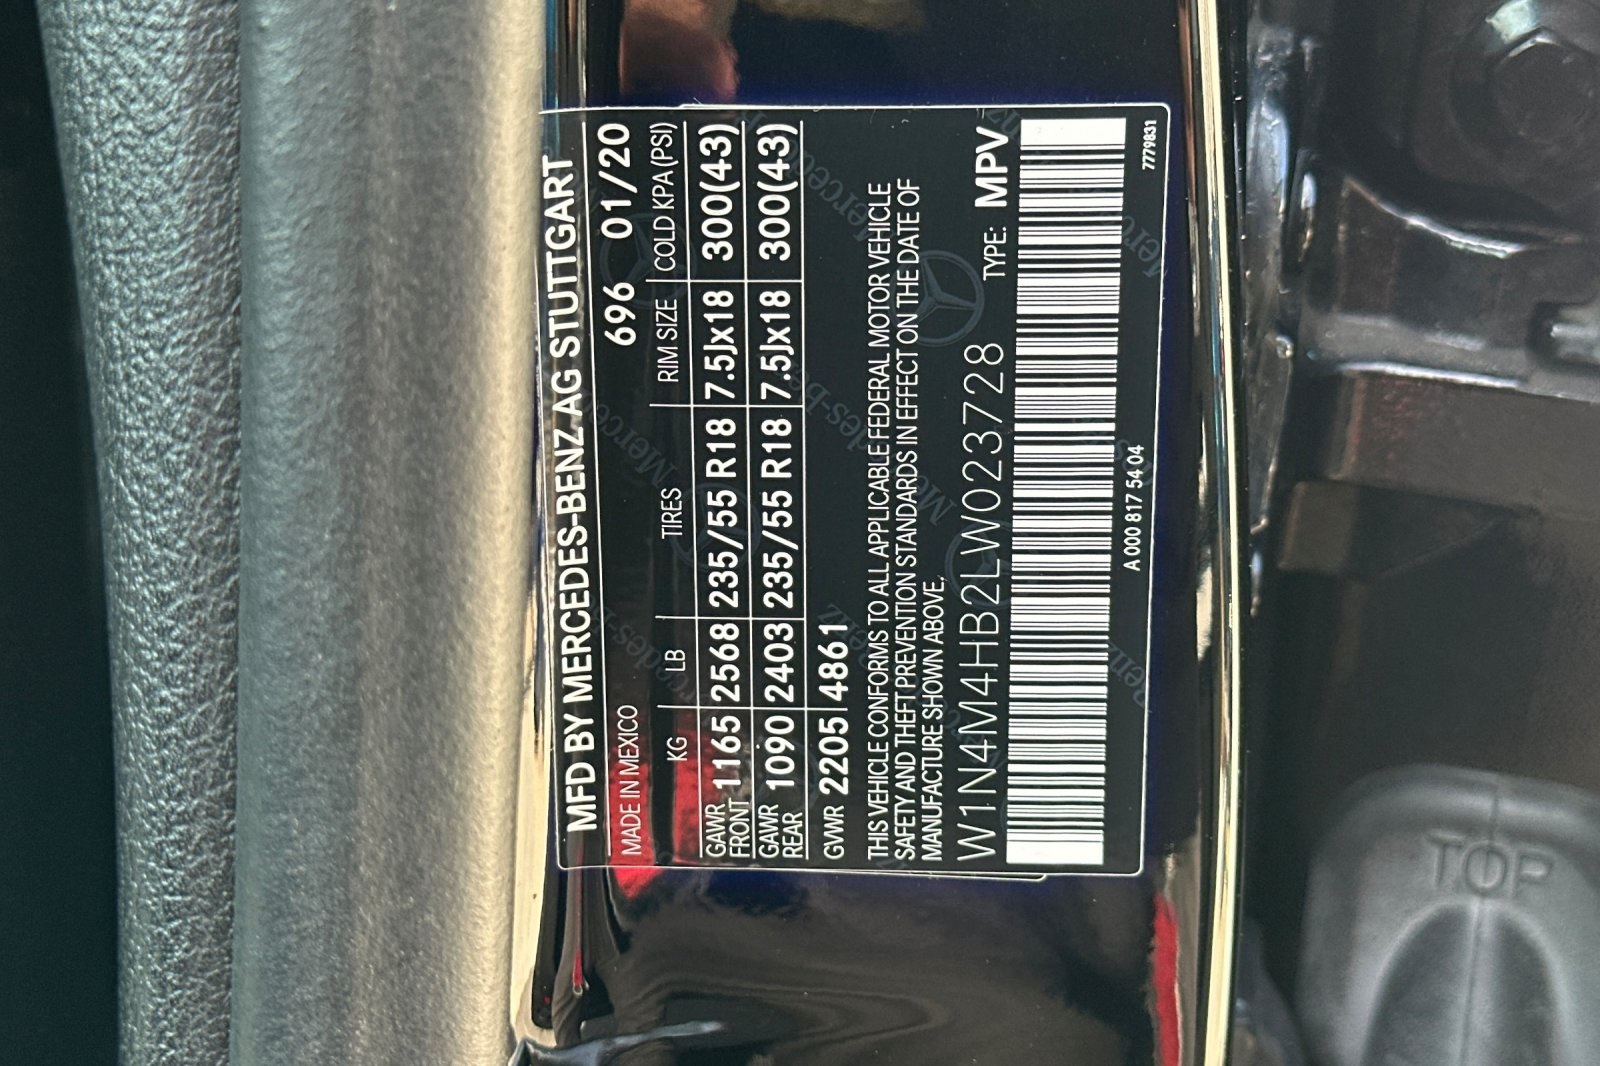 MFD BY MERCEDES-BENZ AG STUTTGART
MADE IN MEXICO 696 01/20
KG LB TIRES RIM SIZE COLD KPA(PSI)
GAWR FRONT 1165 2568 235/55 R18 7.5Jx18 300(43)
GAWR REAR 1090 2403 235/55 R18 7.5Jx18 300(43)
GVWR 2205 4861
THIS VEHICLE CONFORMS TO ALL APPLICABLE FEDERAL MOTOR VEHICLE
SAFETY AND THEFT PREVENTION STANDARDS IN EFFECT ON THE DATE OF
MANUFACTURE SHOWN ABOVE.
W1N4M4HB2LW023728 TYPE: MPV
A 000 817 54 04 7779831
TOP